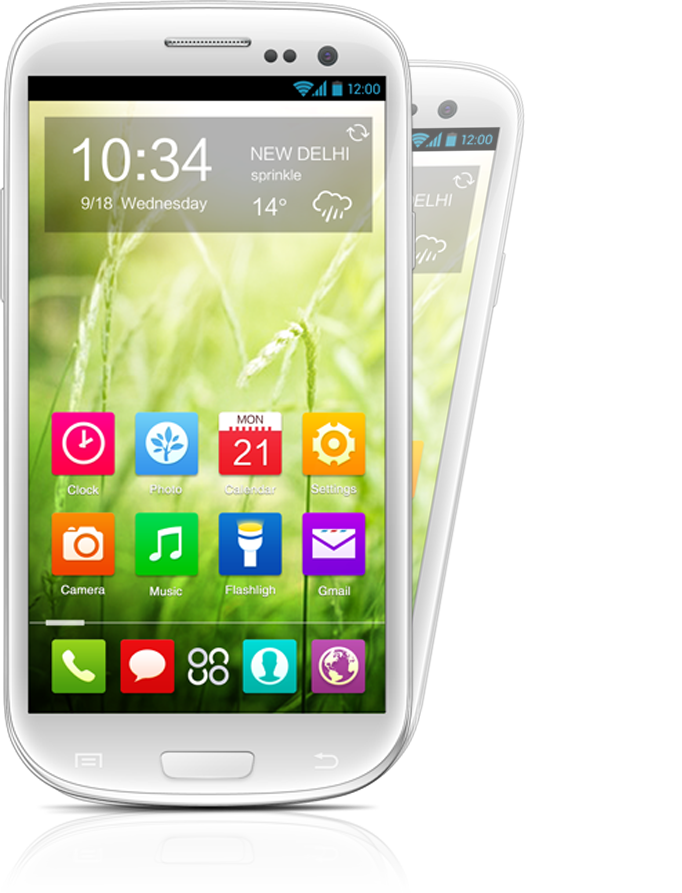 12:00
10:34
NEW DELHI
sprinkle
9/18 Wednesday
14°
12:00
ELHI
MON
21
Clock
Photo
Calendar
Settings
Camera
Music
Flashligh
Gmail